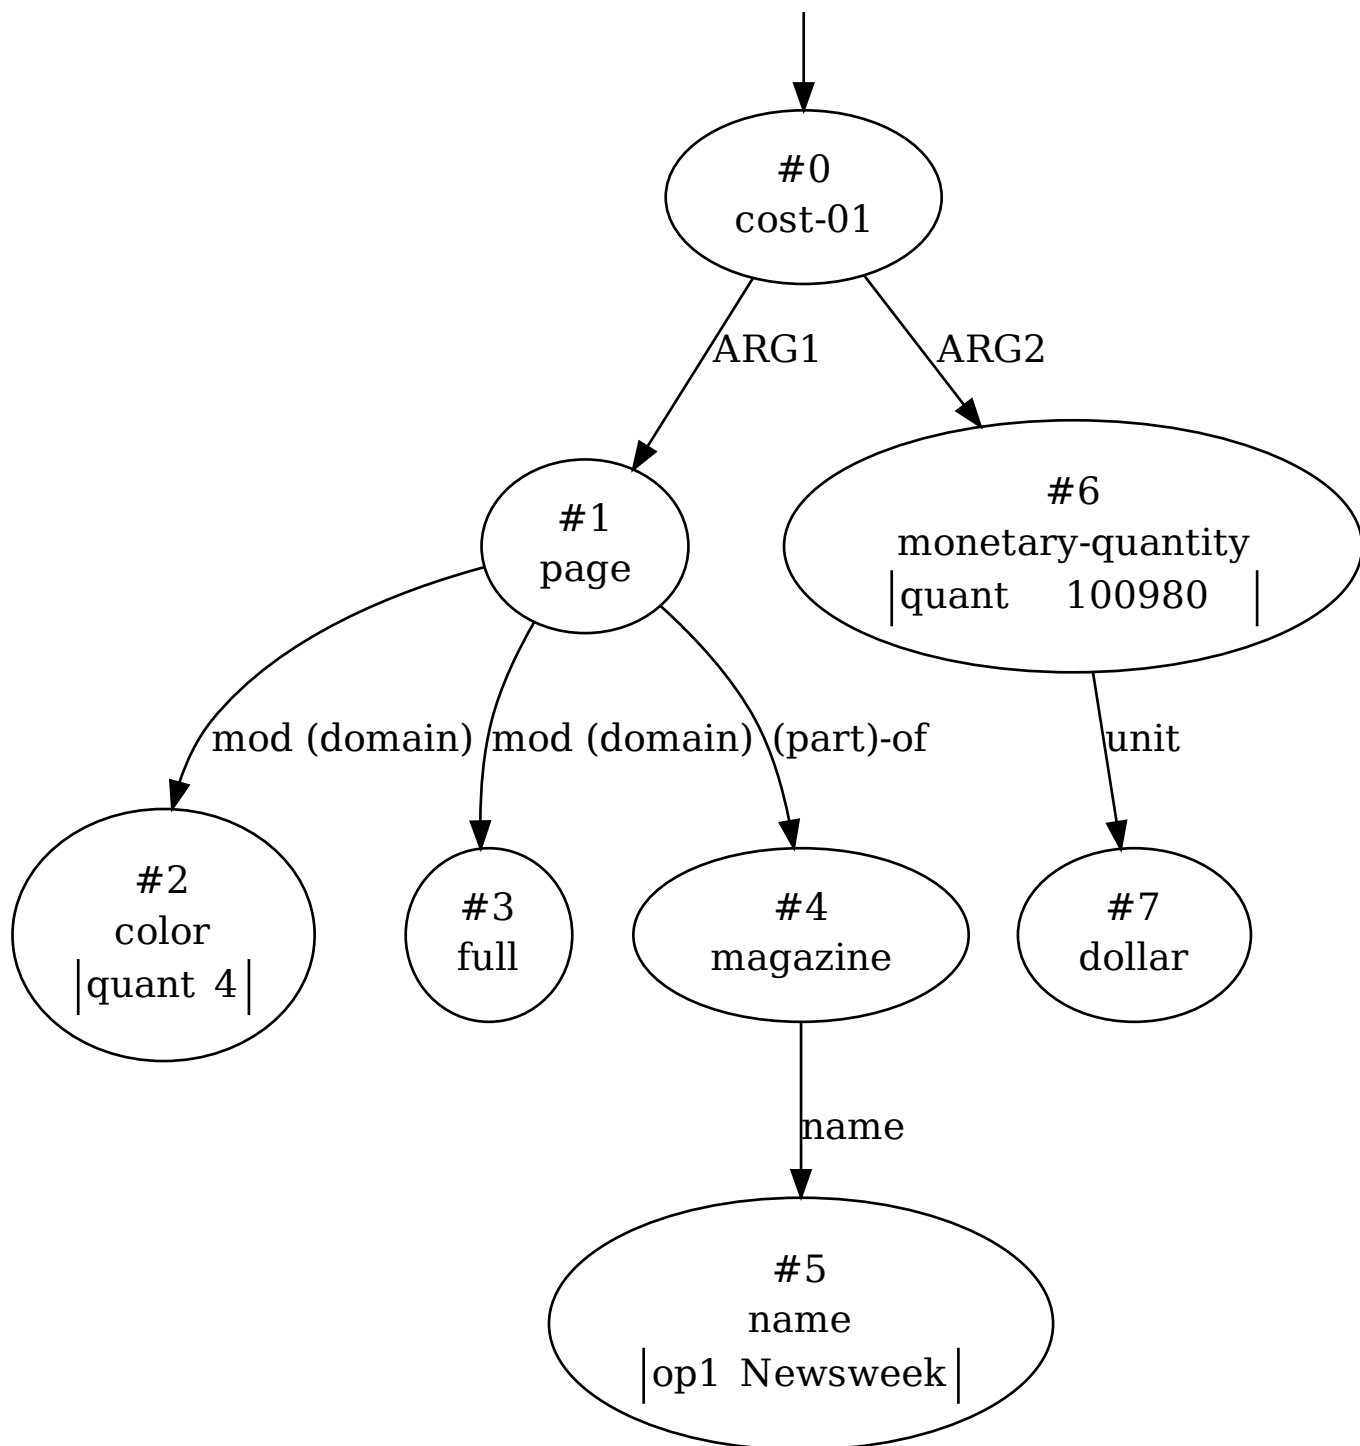 #0
cost-01
ARG1
ARG2
#1
page
#6
monetary-quantity
quant 100980
mod (domain)
mod (domain)
(part)-of
unit
#2
color
quant 4
#3
full
#4
magazine
#7
dollar
name
#5
name
op1 Newsweek